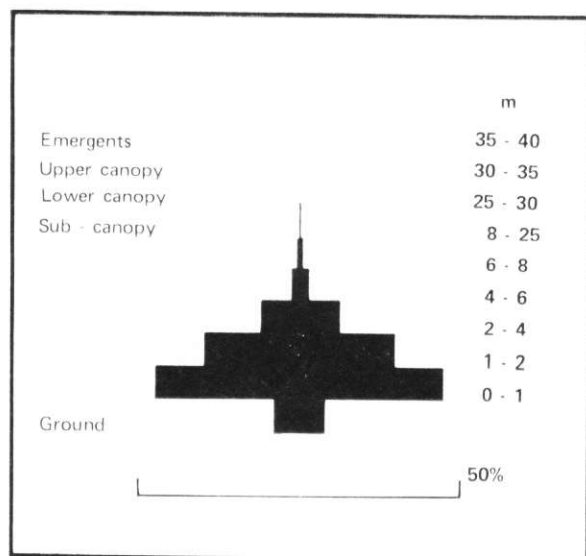 m
Emergents 35 - 40
Upper canopy 30 - 35
Lower canopy 25 - 30
Sub - canopy 8 - 25
6 - 8
4 - 6
2 - 4
1 - 2
0 - 1
Ground
50%